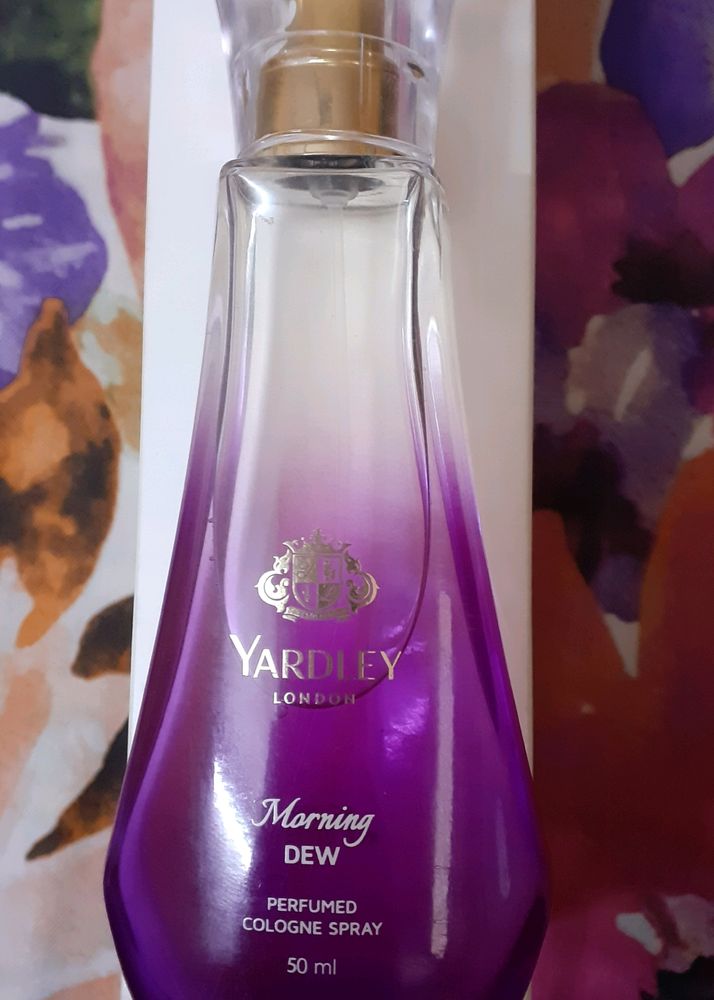 YARDLEY
LONDON
Morning
DEW
PERFUMED
COLOGNE SPRAY
50 ml